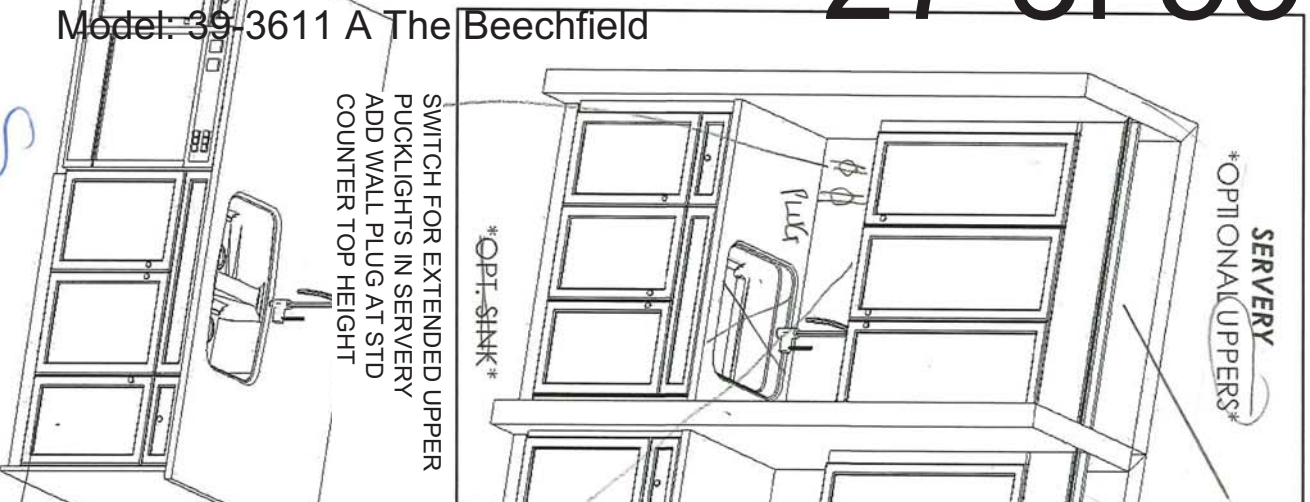 Model: 39-3611 A The Beechfield
SERVERY
*OPTIONAL UPPERS*
PLUG
*OPT. SINK*
SWITCH FOR EXTENDED UPPER
PUCKLIGHTS IN SERVERY
ADD WALL PLUG AT STD
COUNTER TOP HEIGHT